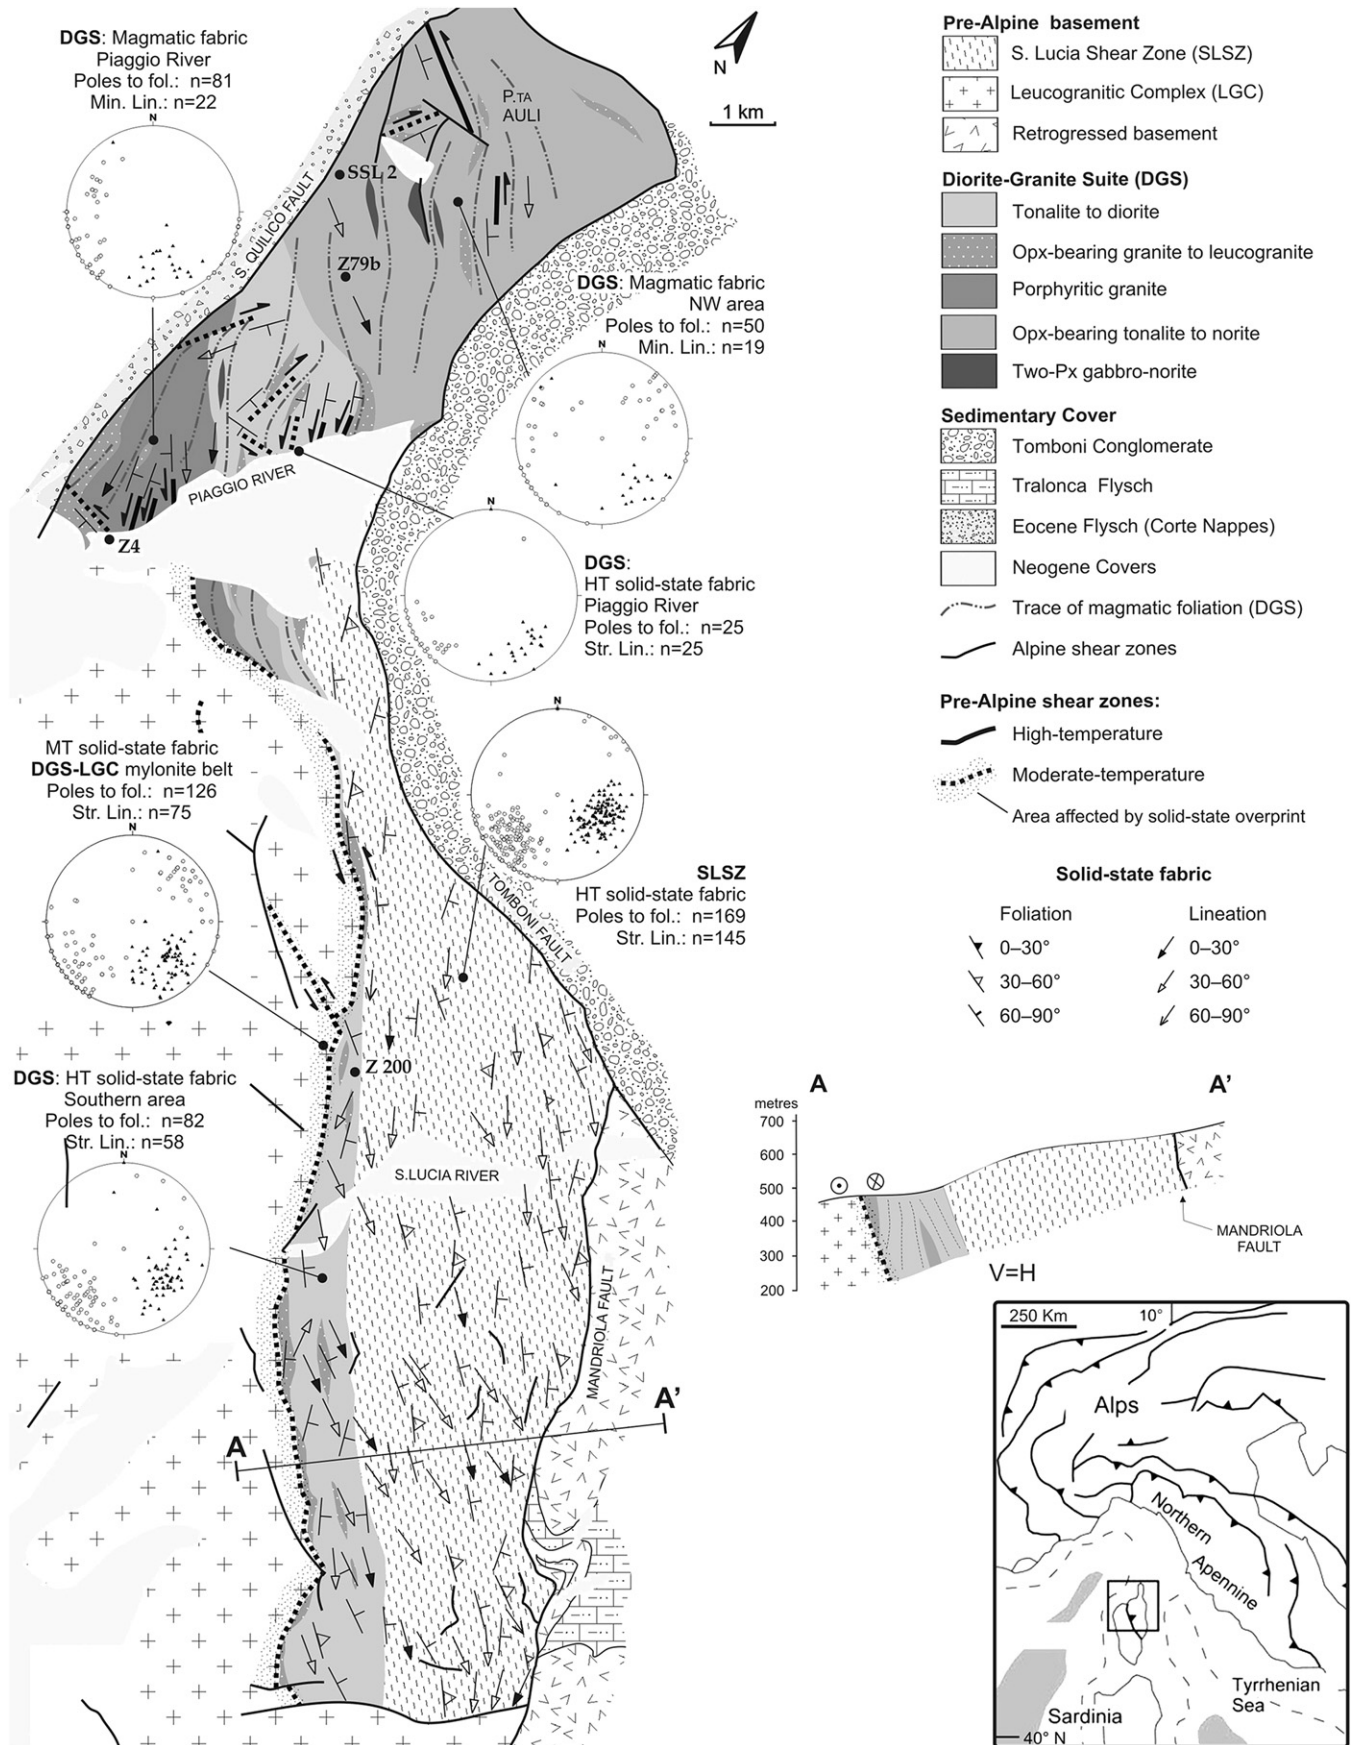 DGS: Magmatic fabric
Piaggio River
Poles to fol.: n=81
Min. Lin.: n=22
N
N
1 km
P.TA
AULI
SSL 2
S. QUILICO FAULT
Z79b
DGS: Magmatic fabric
NW area
Poles to fol.: n=50
Min. Lin.: n=19
N
PIAGGIO RIVER
Z4
N
DGS:
HT solid-state fabric
Piaggio River
Poles to fol.: n=25
Str. Lin.: n=25
N
MT solid-state fabric
DGS-LGC mylonite belt
Poles to fol.: n=126
Str. Lin.: n=75
N
SLSZ
HT solid-state fabric
Poles to fol.: n=169
Str. Lin.: n=145
TOMBONI FAULT
Z 200
DGS: HT solid-state fabric
Southern area
Poles to fol.: n=82
Str. Lin.: n=58
N
S.LUCIA RIVER
MANDRIOLA FAULT
A
A'
Pre-Alpine basement
S. Lucia Shear Zone (SLSZ)
Leucogranitic Complex (LGC)
Retrogressed basement
Diorite-Granite Suite (DGS)
Tonalite to diorite
Opx-bearing granite to leucogranite
Porphyritic granite
Opx-bearing tonalite to norite
Two-Px gabbro-norite
Sedimentary Cover
Tomboni Conglomerate
Tralonca Flysch
Eocene Flysch (Corte Nappes)
Neogene Covers
Trace of magmatic foliation (DGS)
Alpine shear zones
Pre-Alpine shear zones:
High-temperature
Moderate-temperature
Area affected by solid-state overprint
Solid-state fabric
Foliation Lineation
0–30° 0–30°
30–60° 30–60°
60–90° 60–90°
A A'
metres
700
600
500
400
300
200
MANDRIOLA
FAULT
V=H
250 Km 10°
Alps
Northern
Apennine
Tyrrhenian
Sea
Sardinia
40° N